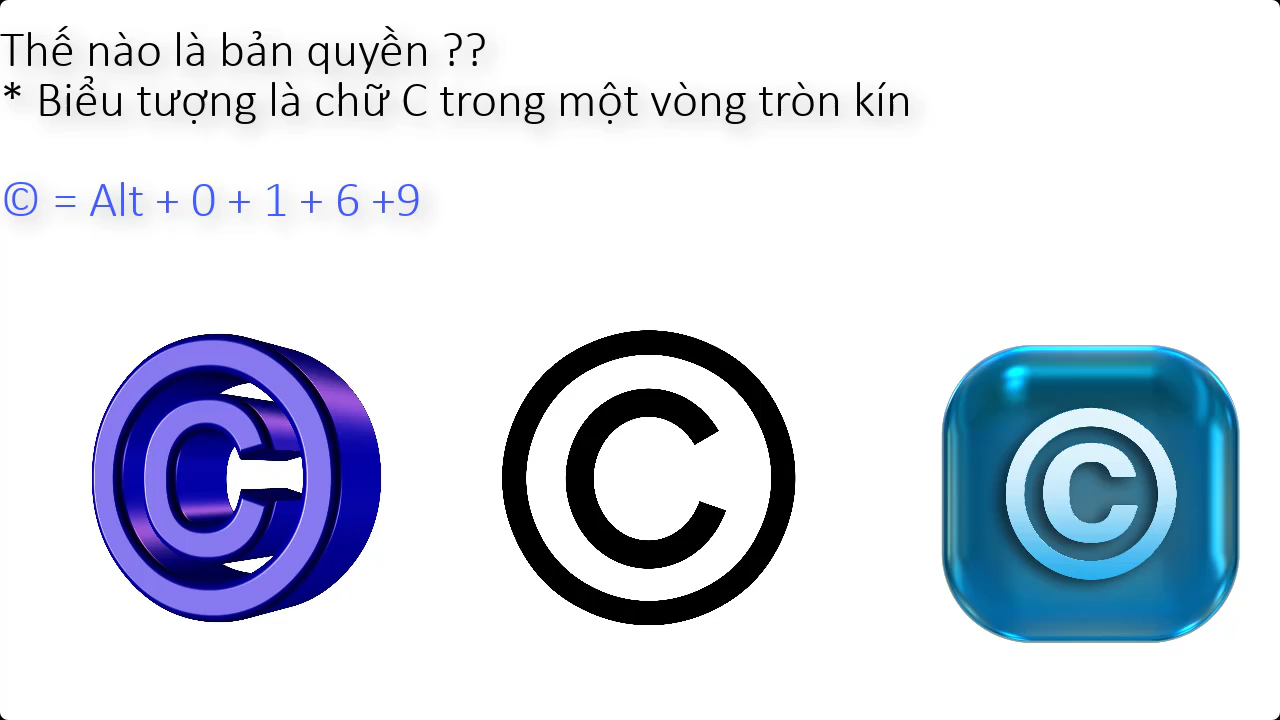 Thế nào là bản quyền ??
* Biểu tượng là chữ C trong một vòng tròn kín
© = Alt + 0 + 1 + 6 +9
© © ©